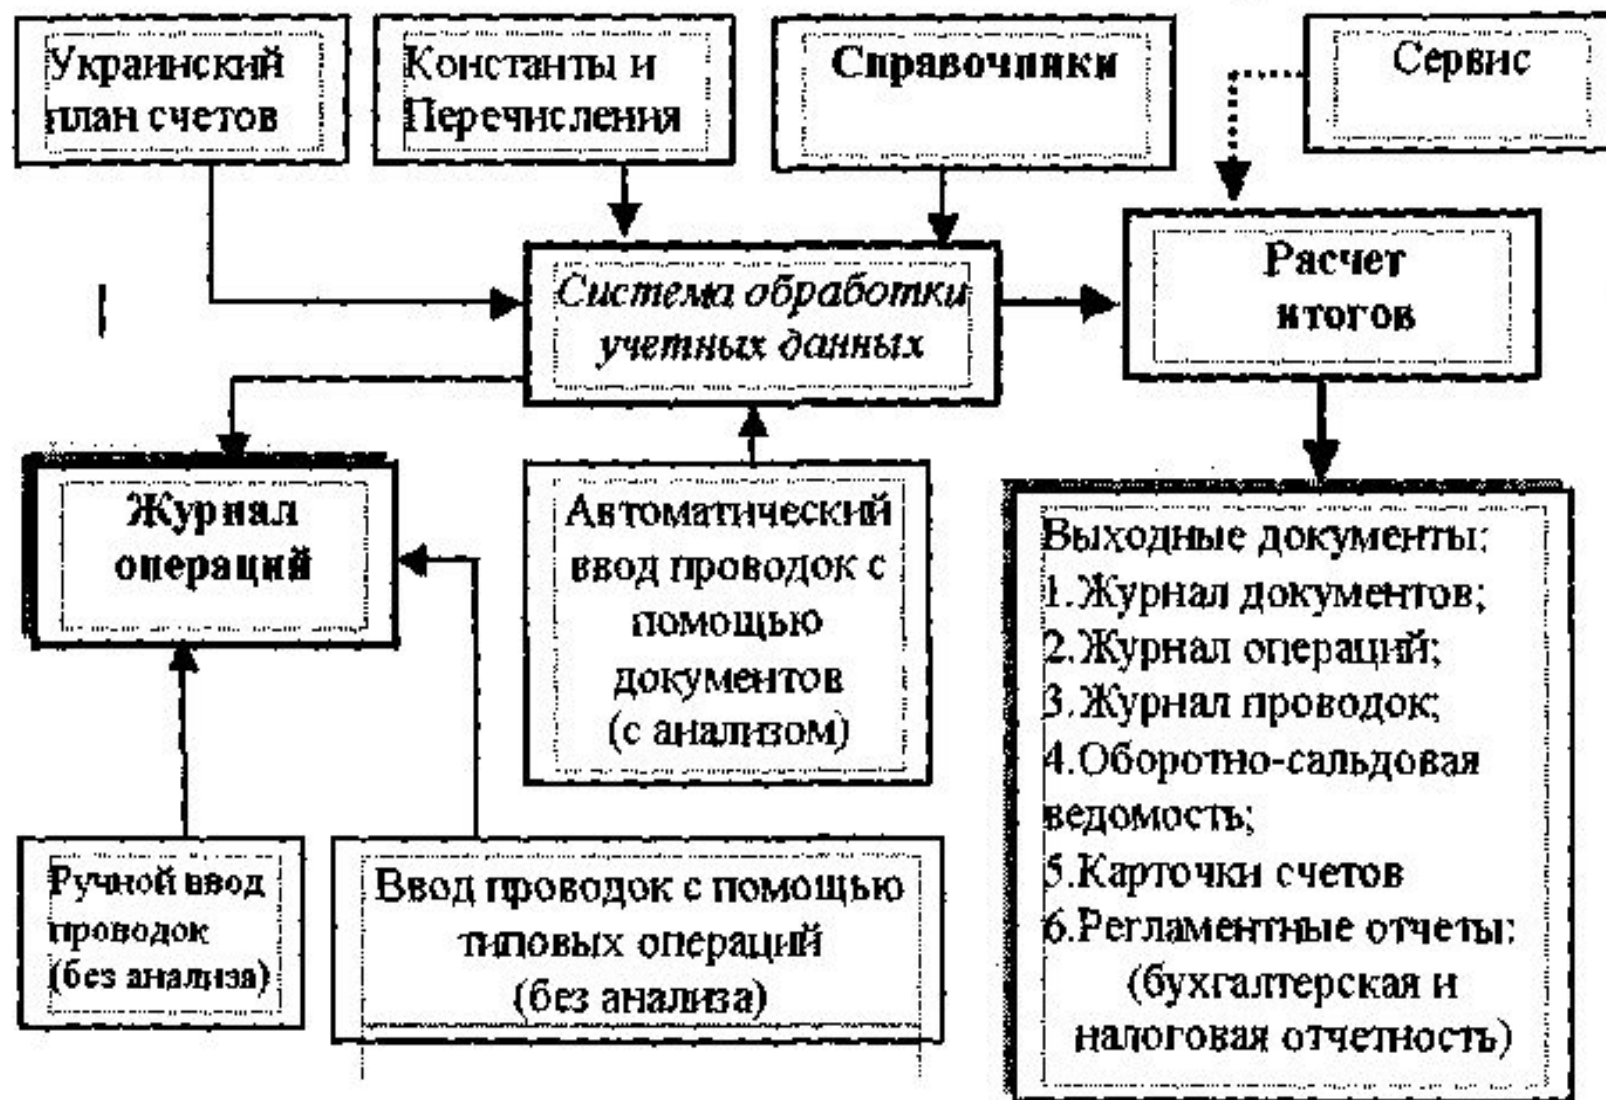 Украинский
план счетов
Константы и
Перечисления
Справочники
Сервис
Система обработки
учетных данных
Расчет
итогов
Журнал
операций
Автоматический
ввод проводок с
помощью
документов
(с анализом)
Выходные документы:
1.Журнал документов;
2.Журнал операций;
3.Журнал проводок;
4.Оборотно-сальдовая
ведомость;
5.Карточки счетов
6.Регламентные отчеты:
(бухгалтерская и
налоговая отчетность)
Ручной ввод
проводок
(без анализа)
Ввод проводок с помощью
типовых операций
(без анализа)